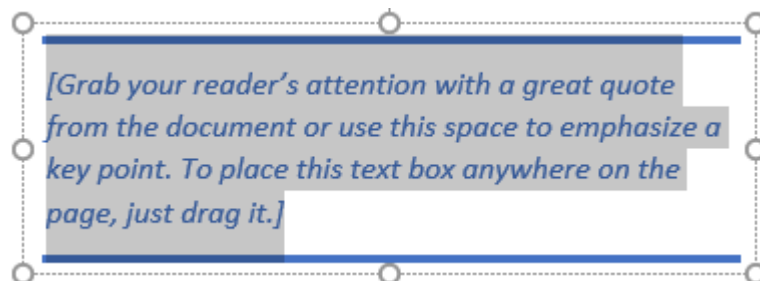 [Grab your reader’s attention with a great quote
from the document or use this space to emphasize a
key point. To place this text box anywhere on the
page, just drag it.]